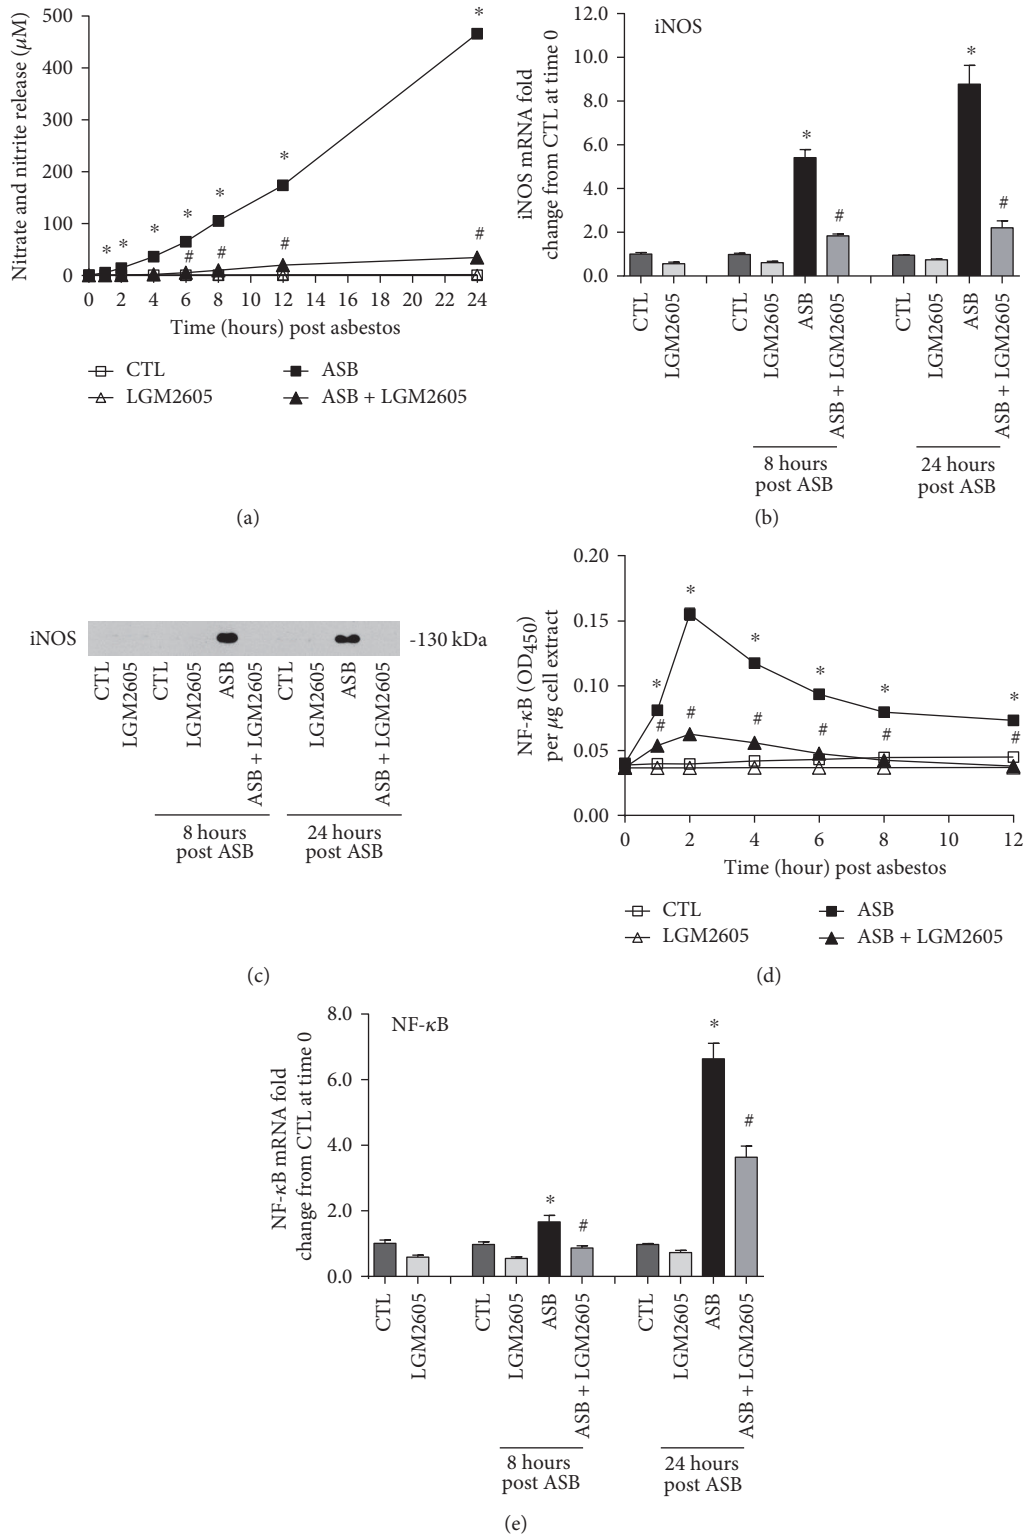 500
400
300
200
100
0
Nitrate and nitrite release (μM)
* * * * * * * *
# # # #
0 2 4 6 8 10 12 14 16 18 20 22 24
Time (hours) post asbestos
CTL
LGM2605
ASB
ASB + LGM2605
(a)
12.0
10.0
8.0
6.0
4.0
2.0
0.0
iNOS mRNA fold
change from CTL at time 0
iNOS
* # * #
CTL LGM2605 CTL LGM2605 ASB ASB + LGM2605 CTL LGM2605 ASB ASB + LGM2605
8 hours
post ASB
24 hours
post ASB
(b)
iNOS
-130 kDa
CTL LGM2605 CTL LGM2605 ASB ASB + LGM2605 CTL LGM2605 ASB ASB + LGM2605
8 hours
post ASB
24 hours
post ASB
(c)
0.20
0.15
0.10
0.05
0.00
NF-κB (OD450)
per μg cell extract
* * * * * *
# # # # # #
0 2 4 6 8 10 12
Time (hour) post asbestos
CTL
LGM2605
ASB
ASB + LGM2605
(d)
8.0
6.0
4.0
2.0
0.0
NF-κB mRNA fold
change from CTL at time 0
NF-κB
* # * #
CTL LGM2605 CTL LGM2605 ASB ASB + LGM2605 CTL LGM2605 ASB ASB + LGM2605
8 hours
post ASB
24 hours
post ASB
(e)